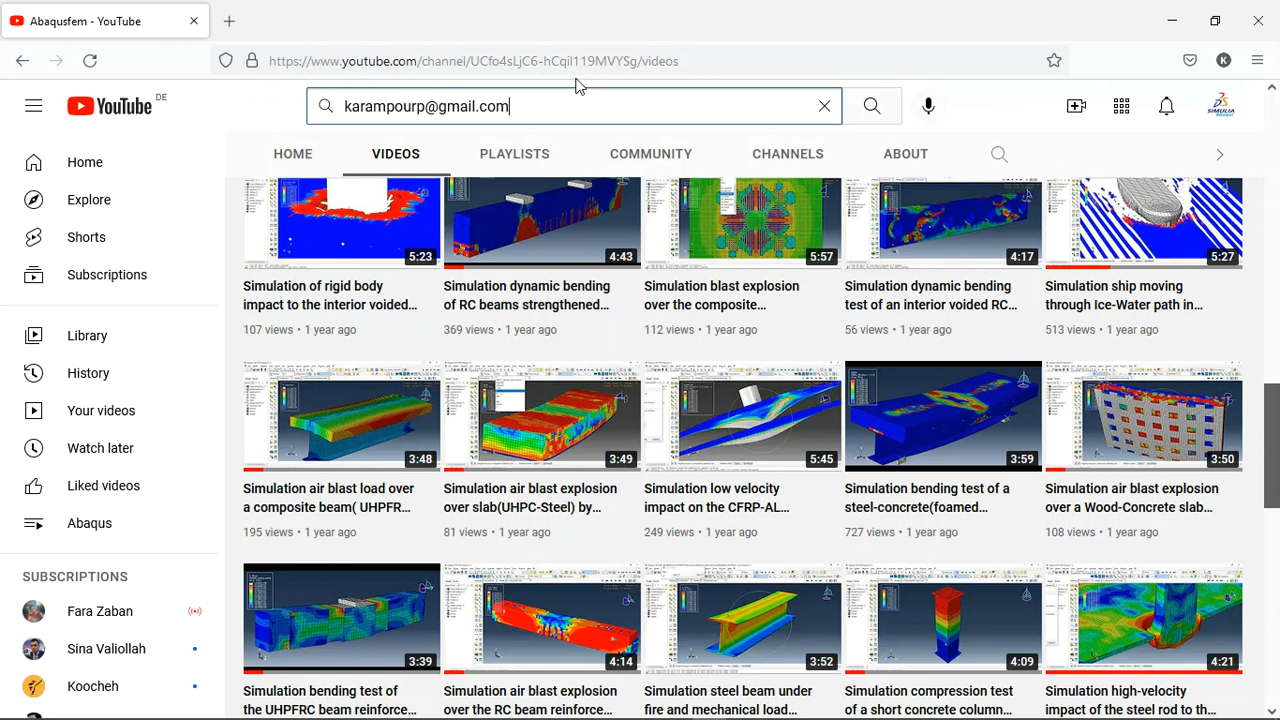 Abaqusfem - YouTube
https://www.youtube.com/channel/UCfo4sLjC6-hCqiI119MVYSg/videos
K
YouTube DE
karampourp@gmail.com
SIMULIA
HOME VIDEOS PLAYLISTS COMMUNITY CHANNELS ABOUT
Home
Explore
Shorts
Subscriptions
Library
History
Your videos
Watch later
Liked videos
Abaqus
SUBSCRIPTIONS
Fara Zaban
Sina Valiollah
Koocheh
5:23 4:43 5:57 4:17 5:27
Simulation of rigid body impact to the interior voided...
107 views • 1 year ago
Simulation dynamic bending of RC beams strengthened...
369 views • 1 year ago
Simulation blast explosion over the composite...
112 views • 1 year ago
Simulation dynamic bending test of an interior voided RC...
56 views • 1 year ago
Simulation ship moving through Ice-Water path in...
513 views • 1 year ago
3:48 3:49 5:45 3:59 3:50
Simulation air blast load over a composite beam( UHPFR...
195 views • 1 year ago
Simulation air blast explosion over slab(UHPC-Steel) by...
81 views • 1 year ago
Simulation low velocity impact on the CFRP-AL...
249 views • 1 year ago
Simulation bending test of a steel-concrete(foamed...
727 views • 1 year ago
Simulation air blast explosion over a Wood-Concrete slab...
108 views • 1 year ago
3:39 4:14 3:52 4:09 4:21
Simulation bending test of the UHPFRC beam reinforce...
Simulation air blast explosion over the RC beam reinforce...
Simulation steel beam under fire and mechanical load...
Simulation compression test of a short concrete column...
Simulation high-velocity impact of the steel rod to th...